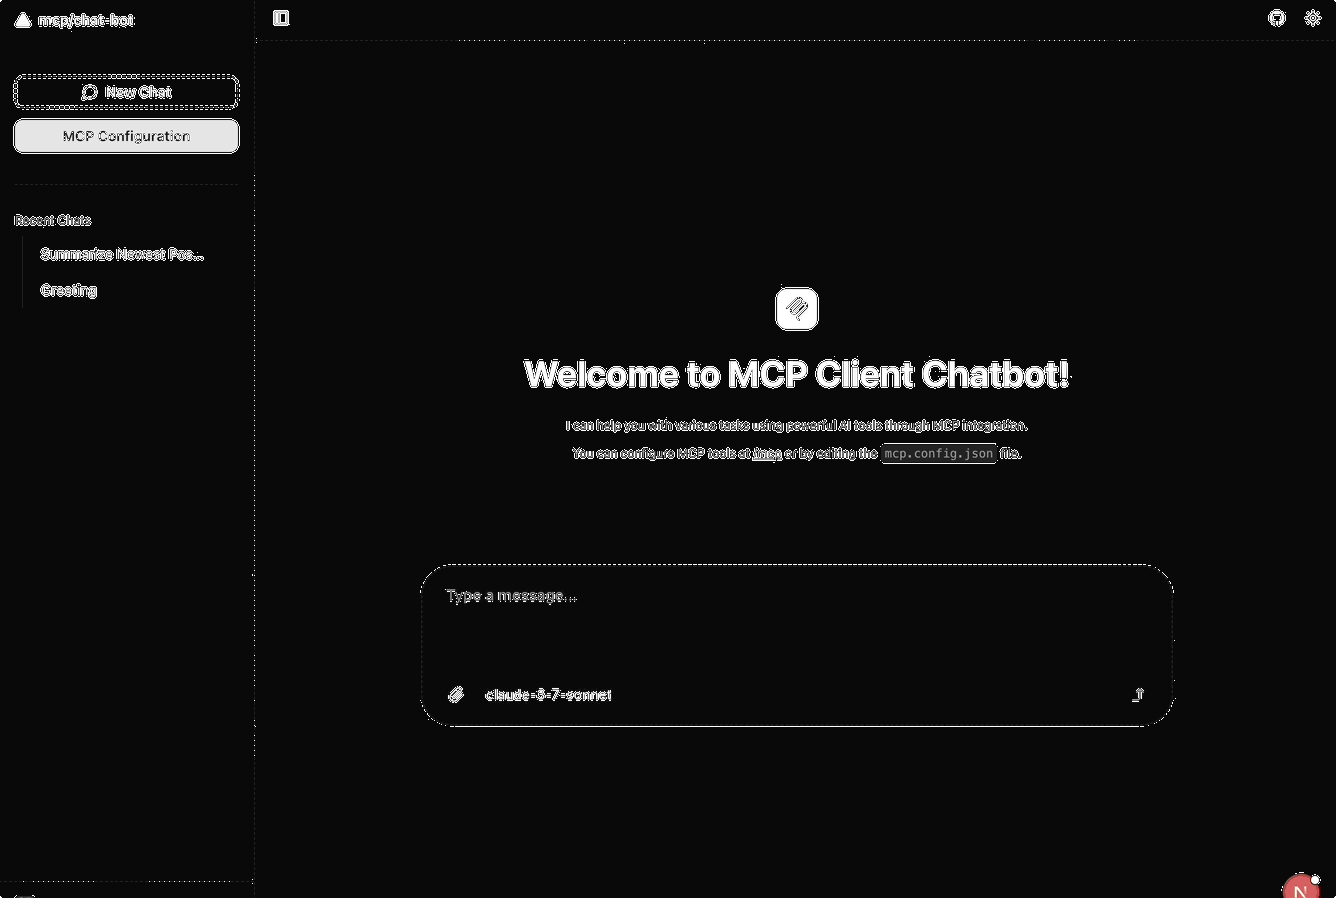 mcp/chat-bot
New Chat
MCP Configuration
Recent Chats
Summarize Newest Pos...
Greeting
Welcome to MCP Client Chatbot!
I can help you with various tasks using powerful AI tools through MCP integration.
You can configure MCP tools at /mcp or by editing the mcp.config.json file.
Type a message...
claude-3-7-sonnet
N